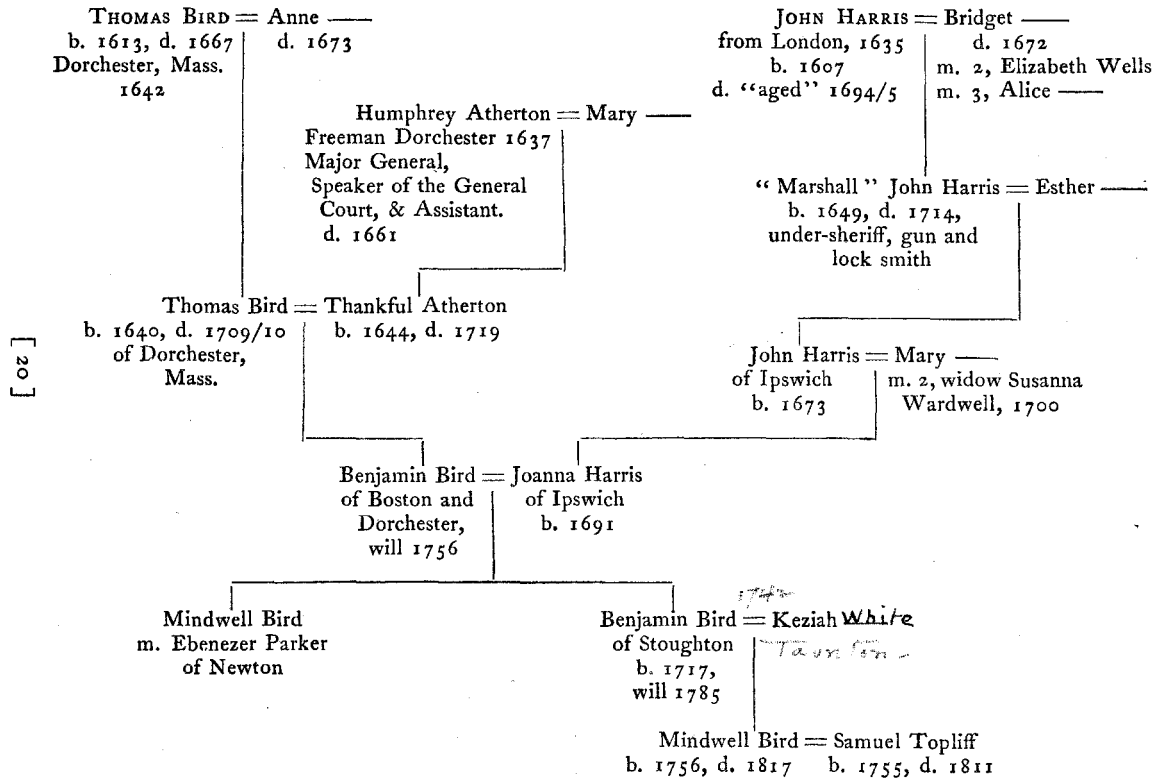 THOMAS BIRD = Anne ——
b. 1613, d. 1667 d. 1673
Dorchester, Mass.
1642
JOHN HARRIS = Bridget ——
from London, 1635 d. 1672
b. 1607 m. 2, Elizabeth Wells
d. "aged" 1694/5 m. 3, Alice ——
Humphrey Atherton = Mary ——
Freeman Dorchester 1637
Major General,
Speaker of the General
Court, & Assistant.
d. 1661
"Marshall" John Harris = Esther ——
b. 1649, d. 1714,
under-sheriff, gun and
lock smith
Thomas Bird = Thankful Atherton
b. 1640, d. 1709/10 b. 1644, d. 1719
of Dorchester,
Mass.
[ 20 ]
John Harris = Mary ——
of Ipswich m. 2, widow Susanna
b. 1673 Wardwell, 1700
Benjamin Bird = Joanna Harris
of Boston and of Ipswich
Dorchester, b. 1691
will 1756
Mindwell Bird
m. Ebenezer Parker
of Newton
1742
Benjamin Bird = Keziah White
of Stoughton Taunton
b. 1717,
will 1785
Mindwell Bird = Samuel Topliff
b. 1756, d. 1817 b. 1755, d. 1811